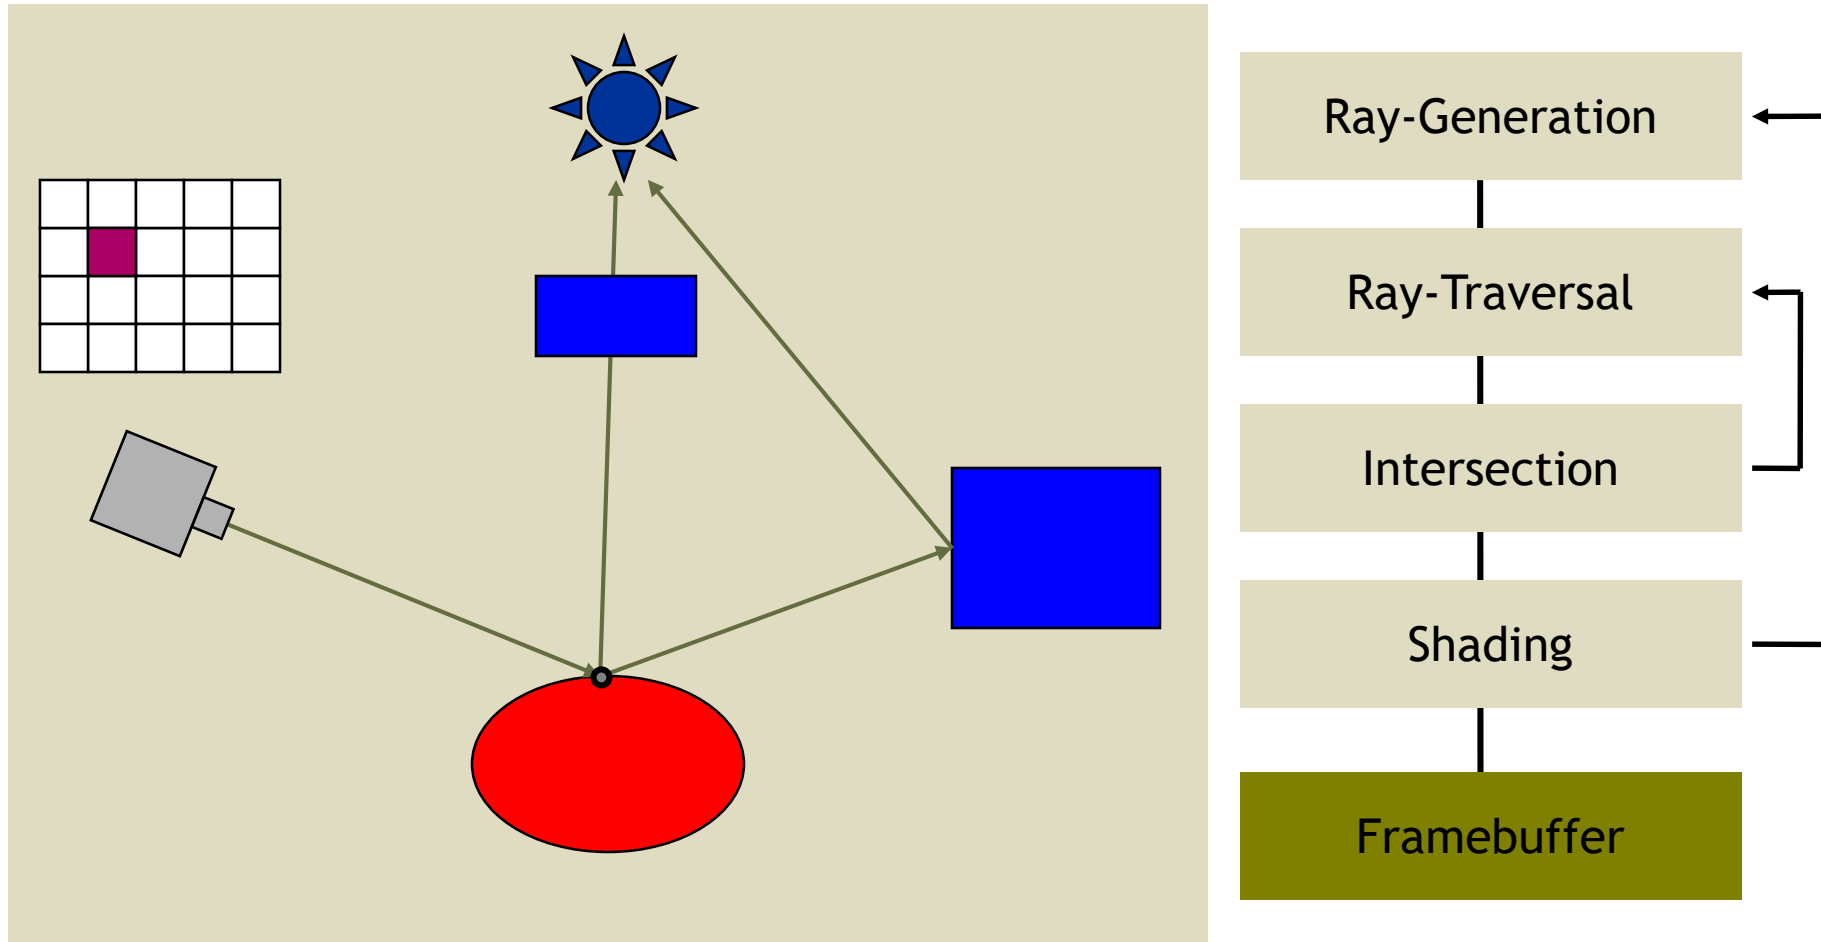 Ray-Generation
Ray-Traversal
Intersection
Shading
Framebuffer